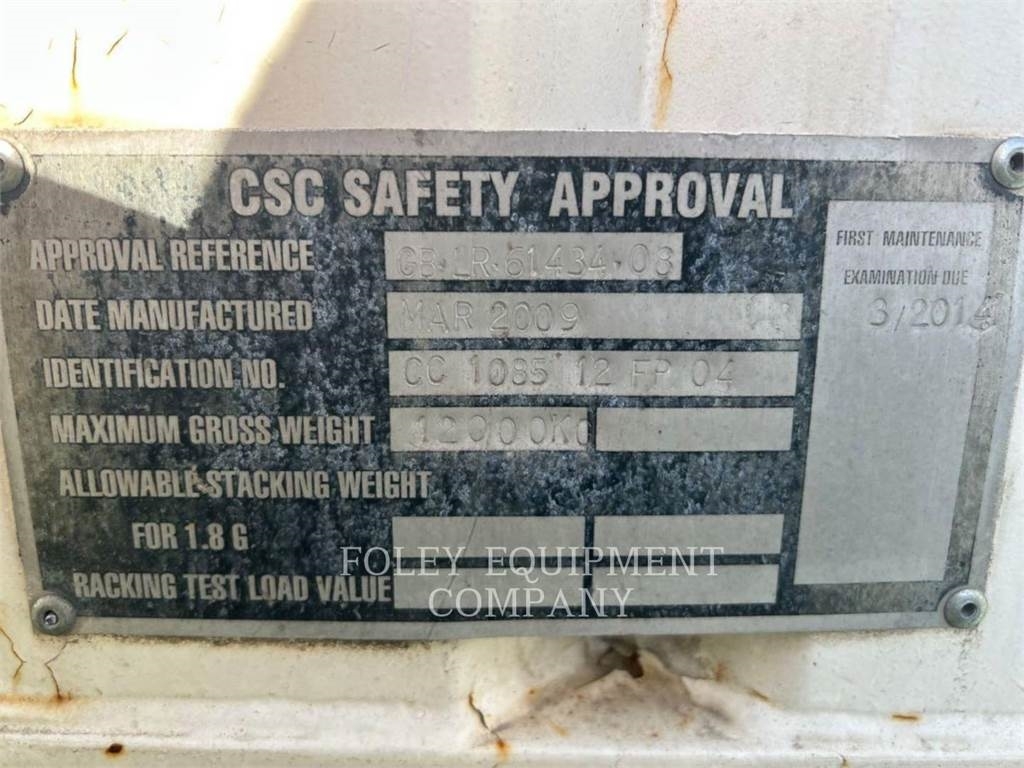 CSC SAFETY APPROVAL
APPROVAL REFERENCE GB LR 61434 08
DATE MANUFACTURED MAR 2009
IDENTIFICATION NO. CC 1085 12 FP 04
MAXIMUM GROSS WEIGHT 12000KG
ALLOWABLE STACKING WEIGHT
FOR 1.8 G
RACKING TEST LOAD VALUE
FIRST MAINTENANCE
EXAMINATION DUE
3/2014
FOLEY EQUIPMENT
COMPANY